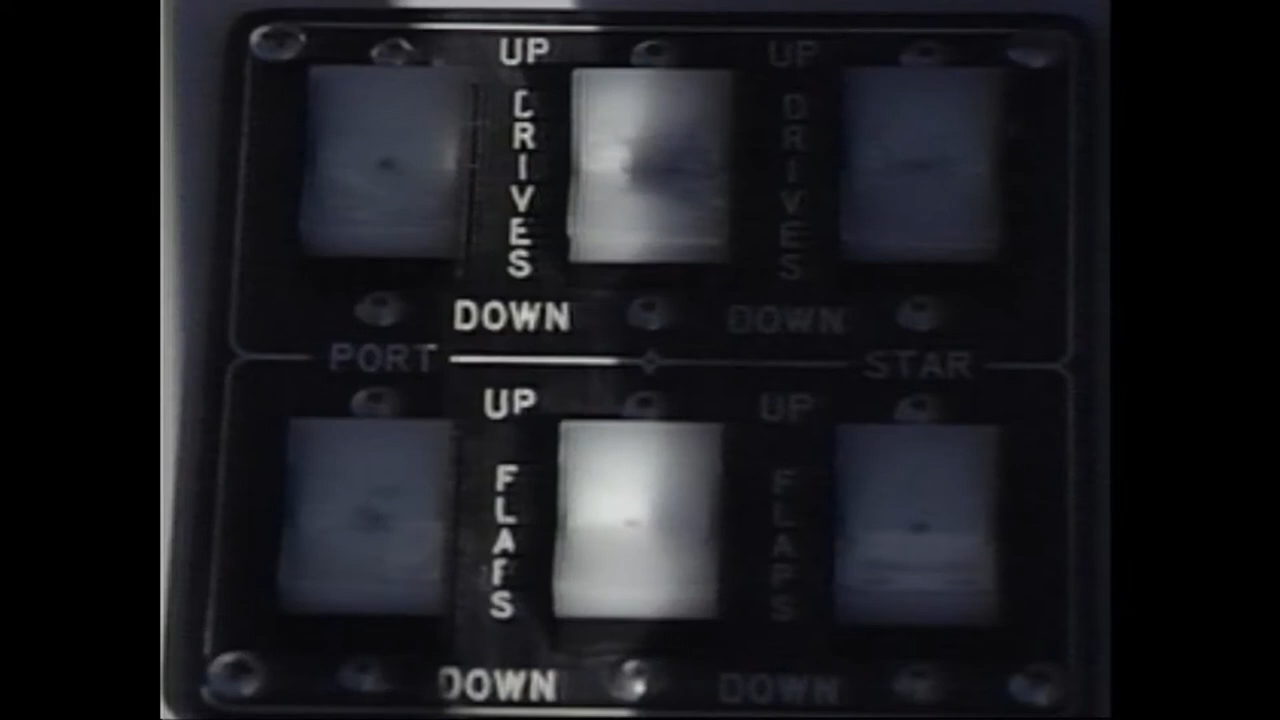 UP UP
DRIVES DRIVES
DOWN DOWN
PORT STAR
UP UP
FLAPS FLAPS
DOWN DOWN